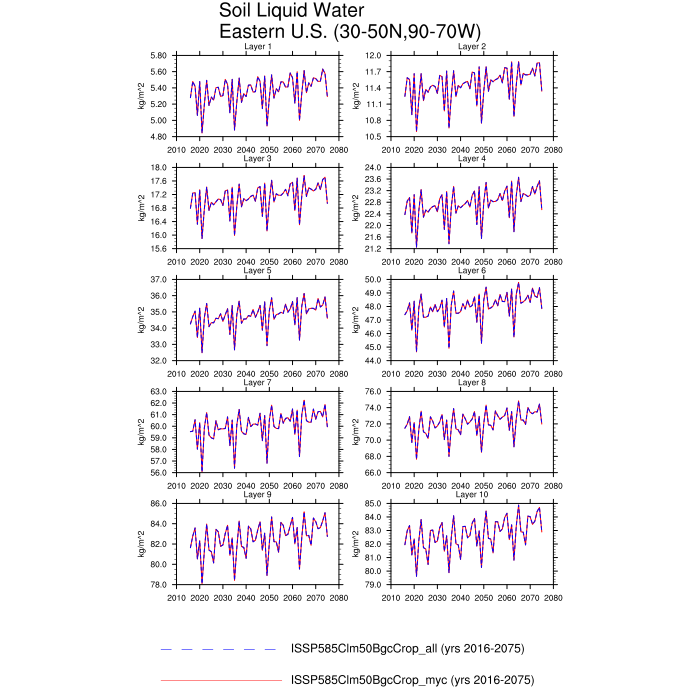 Soil Liquid Water
Eastern U.S. (30-50N,90-70W)
Layer 1 Layer 2
5.80 5.60 5.40 5.20 5.00 4.80
kg/m^2
2010 2020 2030 2040 2050 2060 2070 2080
12.0 11.7 11.4 11.1 10.8 10.5
kg/m^2
2010 2020 2030 2040 2050 2060 2070 2080
Layer 3 Layer 4
18.0 17.6 17.2 16.8 16.4 16.0 15.6
kg/m^2
2010 2020 2030 2040 2050 2060 2070 2080
24.0 23.6 23.2 22.8 22.4 22.0 21.6 21.2
kg/m^2
2010 2020 2030 2040 2050 2060 2070 2080
Layer 5 Layer 6
37.0 36.0 35.0 34.0 33.0 32.0
kg/m^2
2010 2020 2030 2040 2050 2060 2070 2080
50.0 49.0 48.0 47.0 46.0 45.0 44.0
kg/m^2
2010 2020 2030 2040 2050 2060 2070 2080
Layer 7 Layer 8
63.0 62.0 61.0 60.0 59.0 58.0 57.0 56.0
kg/m^2
2010 2020 2030 2040 2050 2060 2070 2080
76.0 74.0 72.0 70.0 68.0 66.0
kg/m^2
2010 2020 2030 2040 2050 2060 2070 2080
Layer 9 Layer 10
86.0 84.0 82.0 80.0 78.0
kg/m^2
2010 2020 2030 2040 2050 2060 2070 2080
85.0 84.0 83.0 82.0 81.0 80.0 79.0
kg/m^2
2010 2020 2030 2040 2050 2060 2070 2080
ISSP585Clm50BgcCrop_all (yrs 2016-2075)
ISSP585Clm50BgcCrop_myc (yrs 2016-2075)